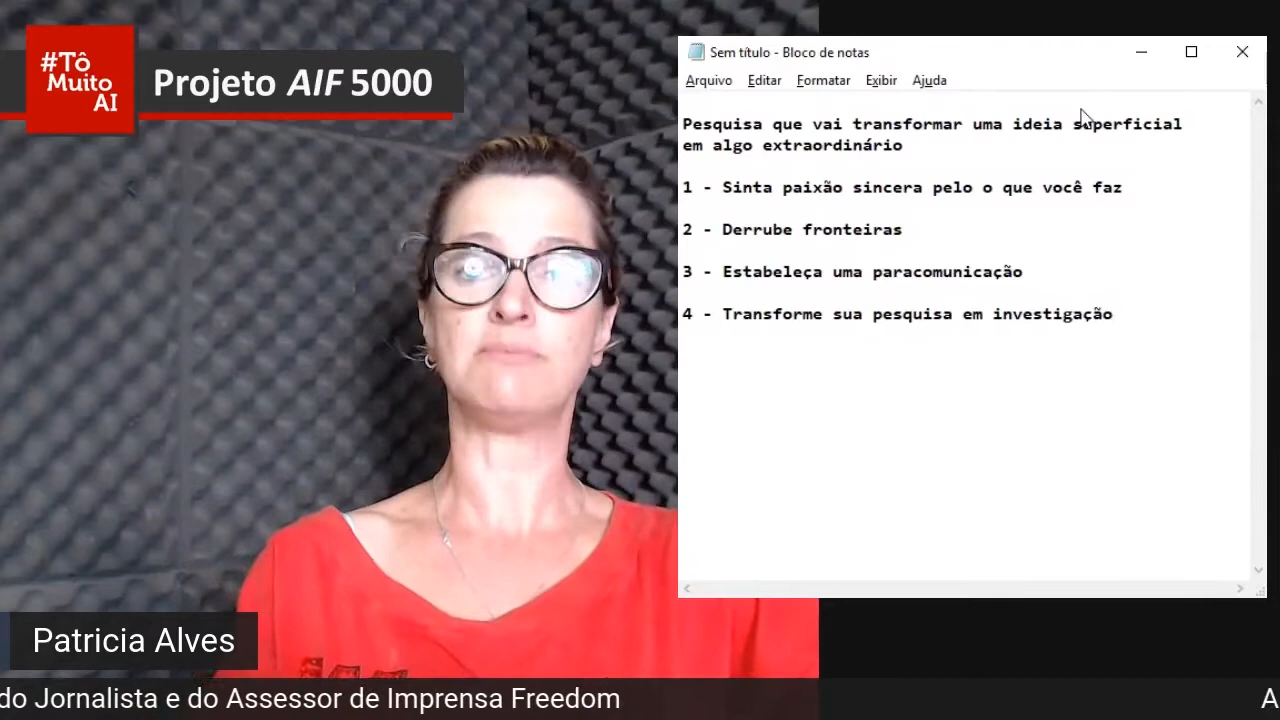 #Tô
Muito
AI
Projeto AIF 5000
Sem título - Bloco de notas
Arquivo Editar Formatar Exibir Ajuda
Pesquisa que vai transformar uma ideia superficial
em algo extraordinário
1 - Sinta paixão sincera pelo o que você faz
2 - Derrube fronteiras
3 - Estabeleça uma paracomunicação
4 - Transforme sua pesquisa em investigação
Patricia Alves
do Jornalista e do Assessor de Imprensa Freedom
A